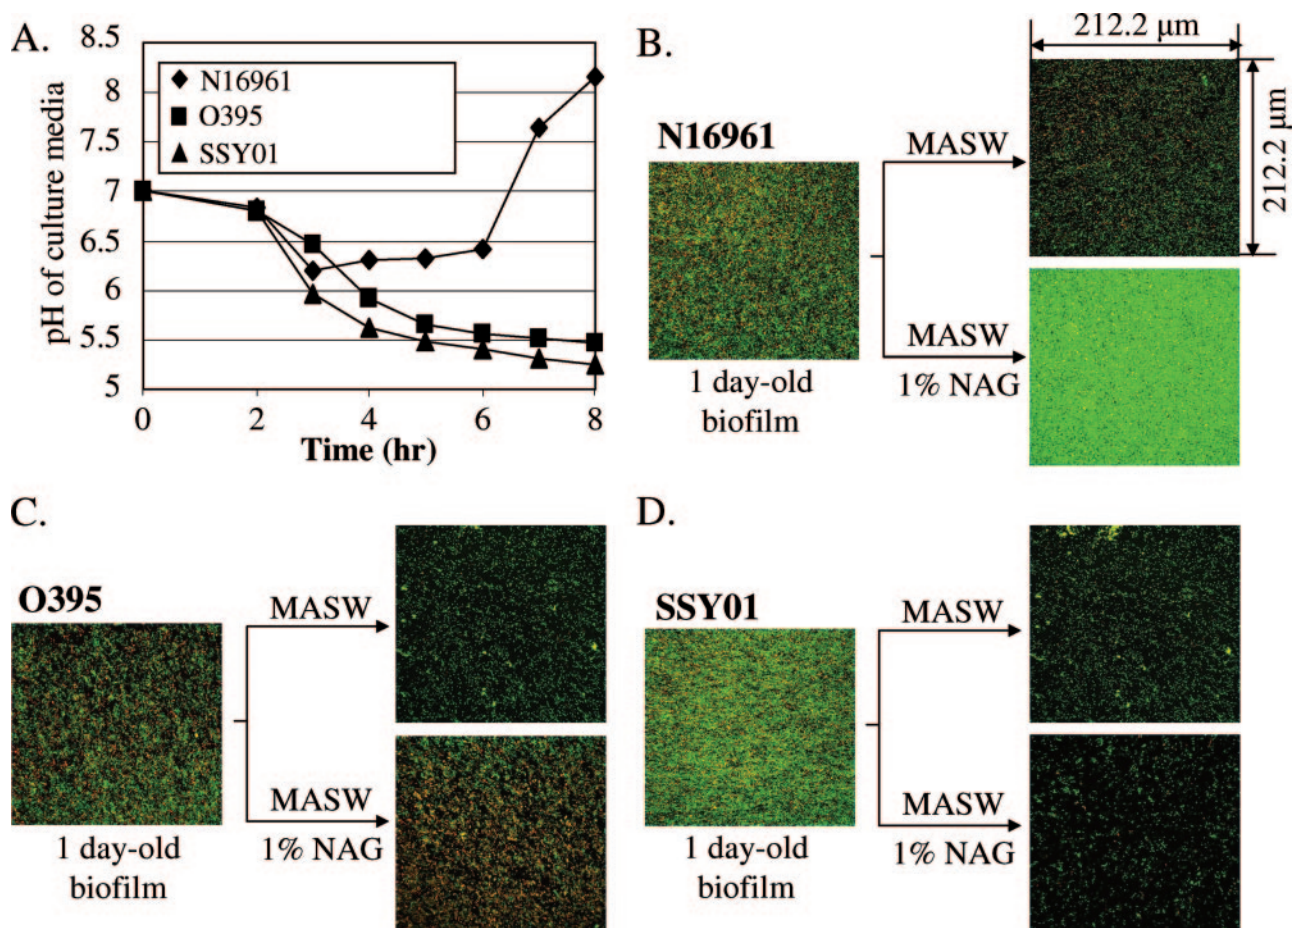 A.
8.5
8
7.5
7
6.5
6
5.5
5
pH of culture media
N16961
O395
SSY01
0
2
4
6
8
Time (hr)
B.
212.2 μm
212.2 μm
N16961
MASW
MASW
1% NAG
1 day-old
biofilm
C.
O395
MASW
MASW
1% NAG
1 day-old
biofilm
D.
SSY01
MASW
MASW
1% NAG
1 day-old
biofilm